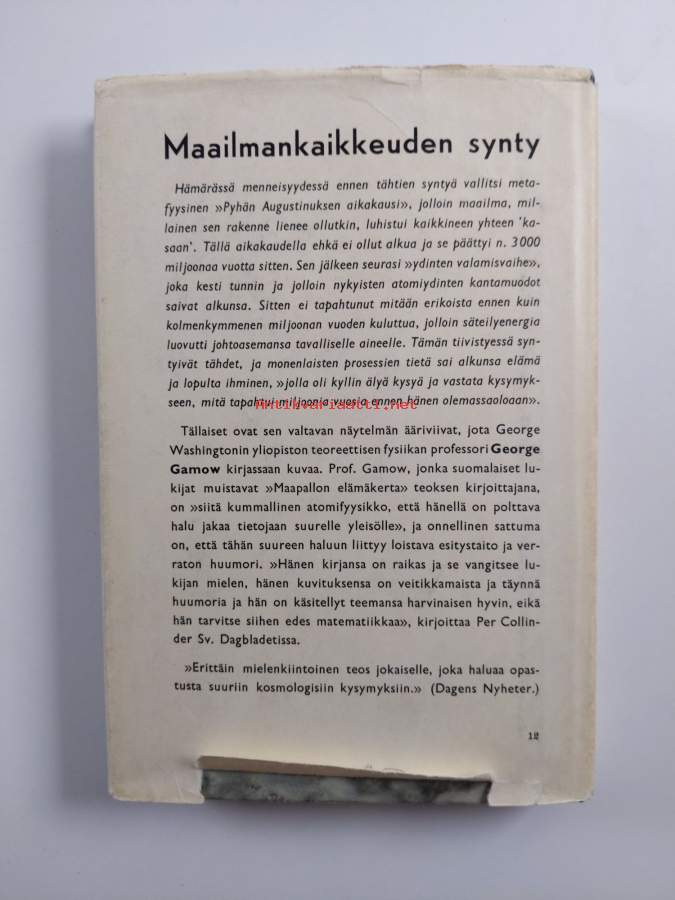 Maailmankaikkeuden synty
Hämärässä menneisyydessä ennen tähtien syntyä vallitsi meta-
fyysinen »Pyhän Augustinuksen aikakausi», jolloin maailma, mil-
lainen sen rakenne lienee ollutkin, luhistui kaikkineen yhteen 'ka-
saan'. Tällä aikakaudella ehkä ei ollut alkua ja se päättyi n. 3000
miljoonaa vuotta sitten. Sen jälkeen seurasi »ydinten valamisvaihe»,
joka kesti tunnin ja jolloin nykyisten atomiydinten kantamuodot
saivat alkunsa. Sitten ei tapahtunut mitään erikoista ennen kuin
kolmenkymmenen miljoonan vuoden kuluttua, jolloin säteilyenergia
luovutti johtoasemansa tavalliselle aineelle. Tämän tiivistyessä syn-
tyivät tähdet, ja monenlaisten prosessien tietä sai alkunsa elämä
ja lopulta ihminen, »jolla oli kyllin älyä kysyä ja vastata kysymyk-
seen, mitä tapahtui miljoonia vuosia ennen hänen olemassaoloaan».
Antikvariaatti.net
Tällaiset ovat sen valtavan näytelmän ääriviivat, jota George
Washingtonin yliopiston teoreettisen fysiikan professori George
Gamow kirjassaan kuvaa. Prof. Gamow, jonka suomalaiset lu-
kijat muistavat »Maapallon elämäkerta» teoksen kirjoittajana,
on »siitä kummallinen atomifyysikko, että hänellä on polttava
halu jakaa tietojaan suurelle yleisölle», ja onnellinen sattuma
on, että tähän suureen haluun liittyy loistava esitystaito ja ver-
raton huumori. »Hänen kirjansa on raikas ja se vangitsee lu-
kijan mielen, hänen kuvituksensa on veitikkamaista ja täynnä
huumoria ja hän on käsitellyt teemansa harvinaisen hyvin, eikä
hän tarvitse siihen edes matematiikkaa», kirjoittaa Per Collin-
der Sv. Dagbladetissa.
»Erittäin mielenkiintoinen teos jokaiselle, joka haluaa opas-
tusta suuriin kosmologisiin kysymyksiin.» (Dagens Nyheter.)
12